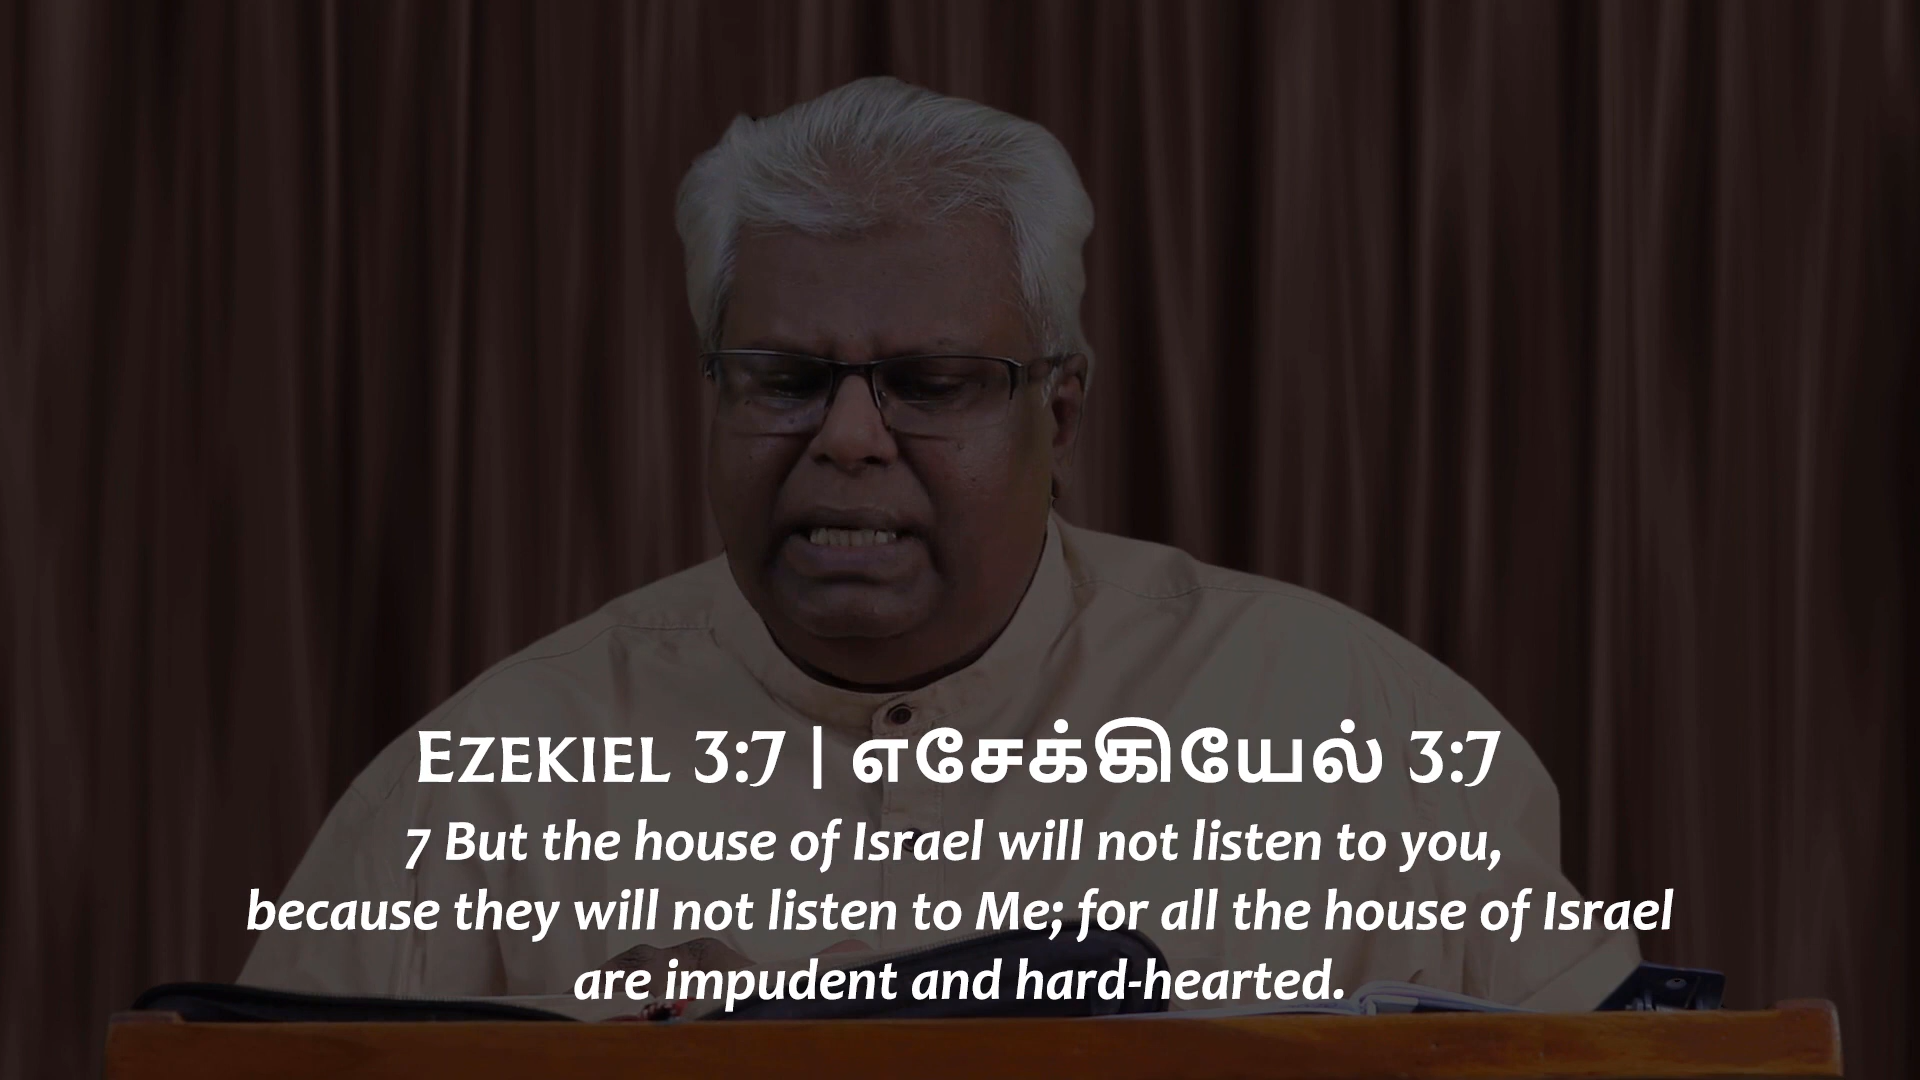 EZEKIEL 3:7 | எசேக்கியேல் 3:7
7 But the house of Israel will not listen to you,
because they will not listen to Me; for all the house of Israel
are impudent and hard-hearted.